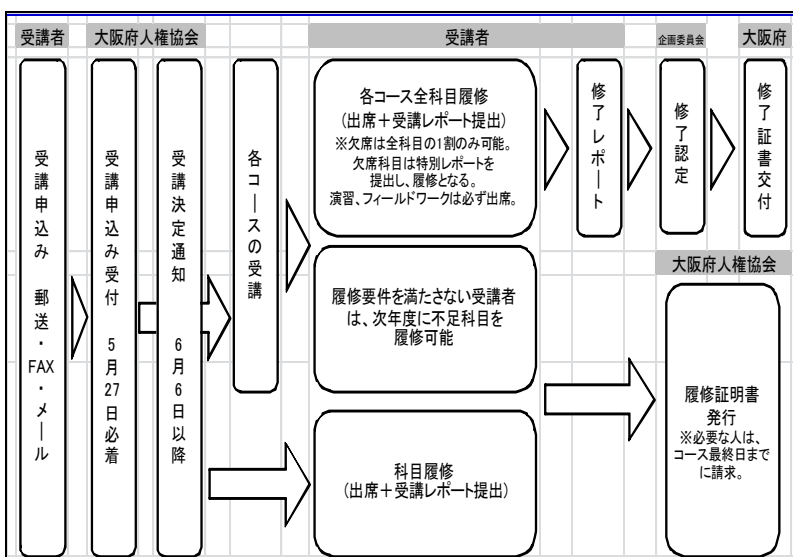 受講者
大阪府人権協会
受講者
企画委員会
大阪府
受講申込み 郵送・FAX・メール
受講申込み受付 5月27日必着
受講決定通知 6月6日以降
各コースの受講
各コース全科目履修
(出席＋受講レポート提出)
※欠席は全科目の1割のみ可能。
欠席科目は特別レポートを
提出し、履修となる。
演習、フィールドワークは必ず出席。
修了レポート
修了認定
修了証書交付
履修要件を満たさない受講者
は、次年度に不足科目を
履修可能
科目履修
(出席＋受講レポート提出)
大阪府人権協会
履修証明書
発行
※必要な人は、
コース最終日まで
に請求。